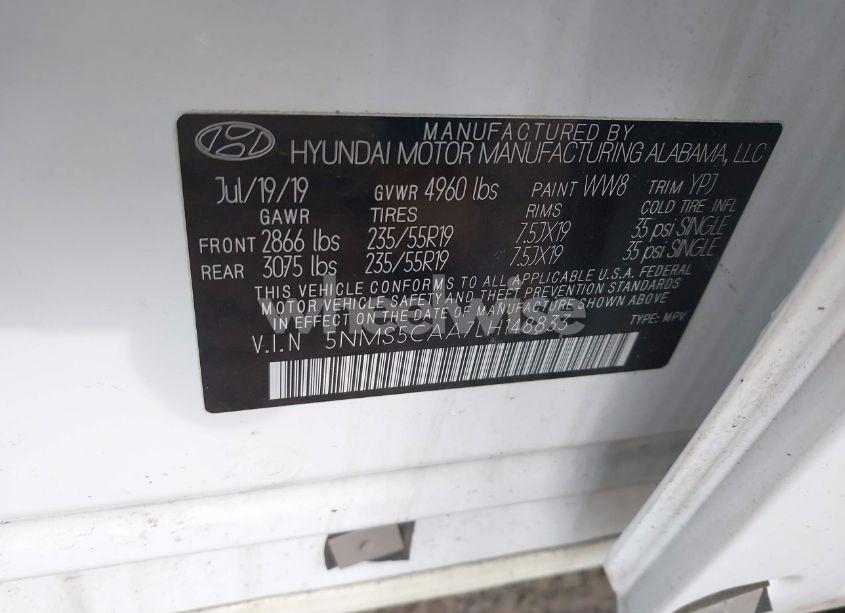 MANUFACTURED BY
HYUNDAI MOTOR MANUFACTURING ALABAMA, LLC
Jul/19/19 GVWR 4960 lbs PAINT WW8 TRIM YPJ
GAWR TIRES RIMS COLD TIRE INFL
FRONT 2866 lbs 235/55R19 7.5JX19 35 psi SINGLE
REAR 3075 lbs 235/55R19 7.5JX19 35 psi SINGLE
THIS VEHICLE CONFORMS TO ALL APPLICABLE U.S.A. FEDERAL
MOTOR VEHICLE SAFETY AND THEFT PREVENTION STANDARDS
IN EFFECT ON THE DATE OF MANUFACTURE SHOWN ABOVE
wheelwise
V.I.N 5NMS5CAA7LH148833 TYPE: MPV